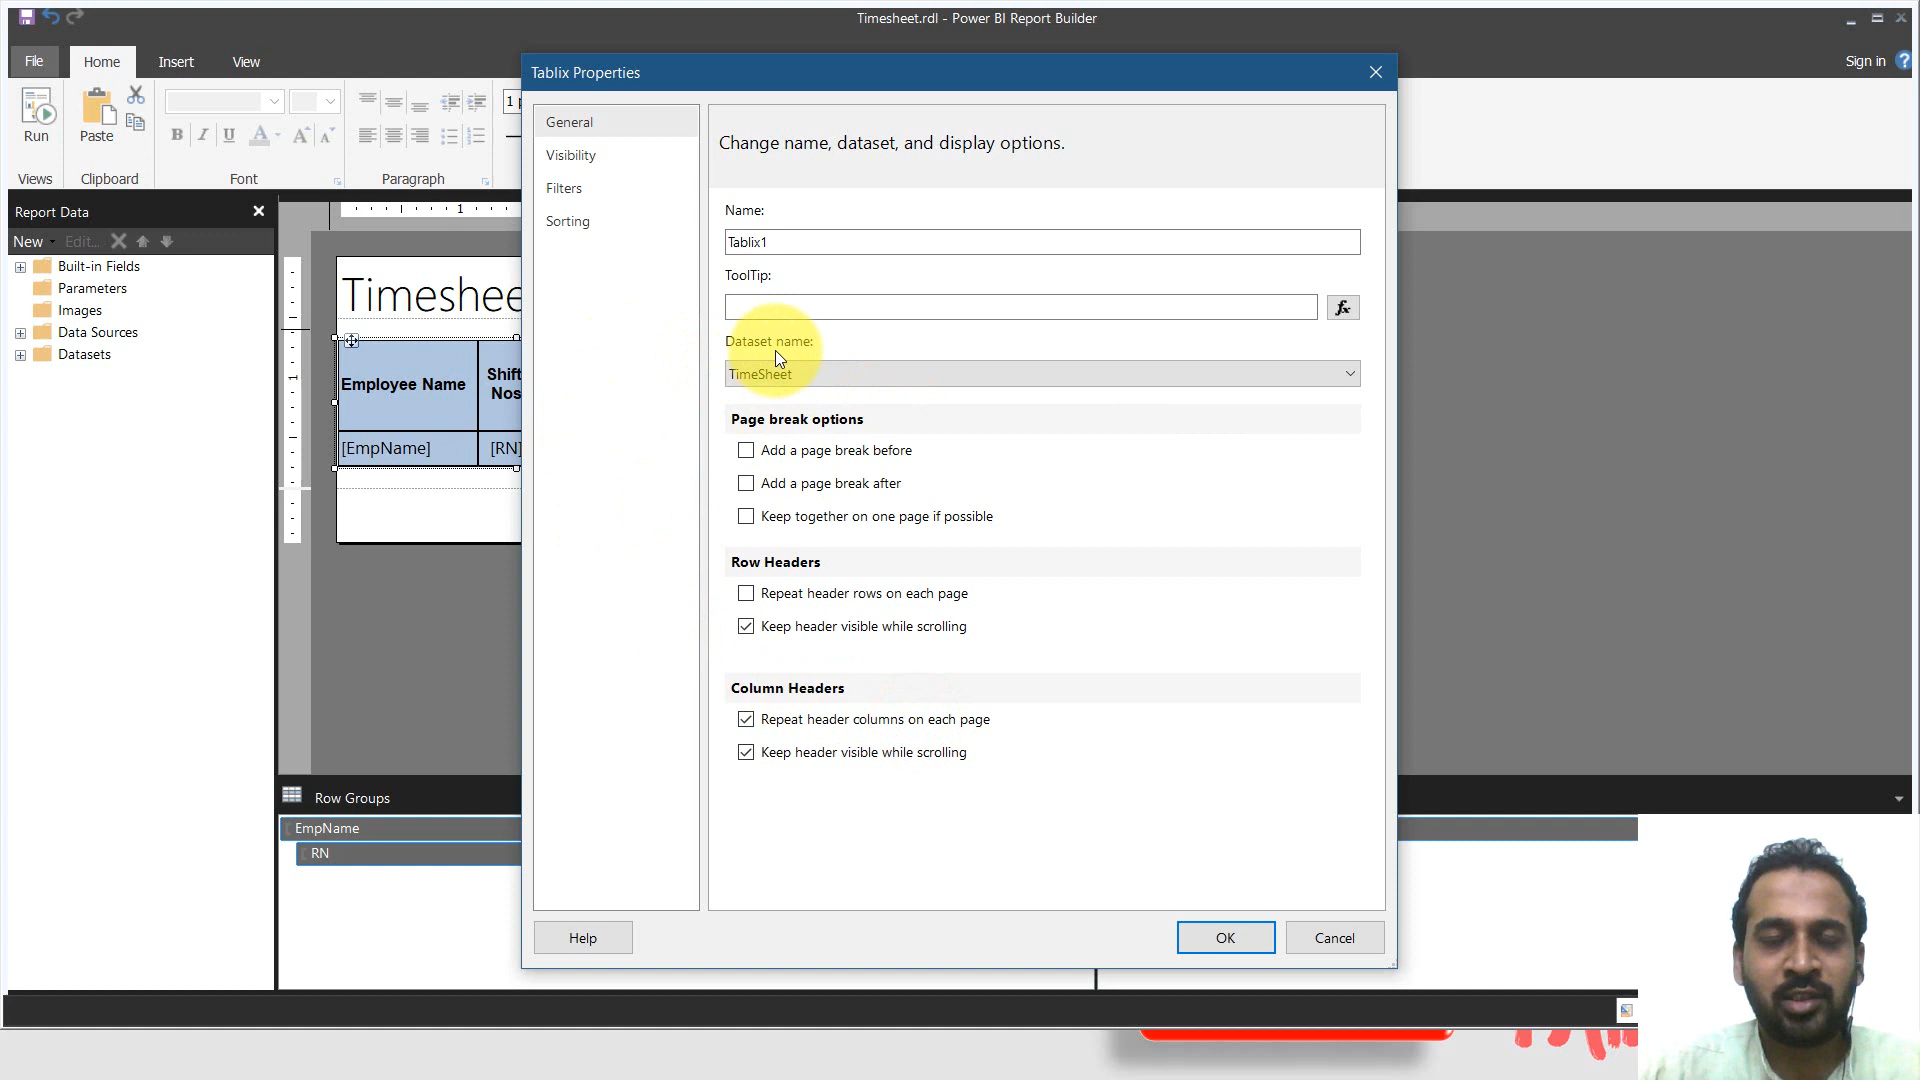 Timesheet.rdl - Power BI Report Builder
File
Home
Insert
View
Sign in
?
Run
Paste
1 p
B I U A A A
Views
Clipboard
Font
Paragraph
Report Data
New
Edit...
Built-in Fields
Parameters
Images
Data Sources
Datasets
1
1
Timeshee
Employee Name
Shift
Nos
[EmpName]
[RN]
Tablix Properties
General
Visibility
Filters
Sorting
Change name, dataset, and display options.
Name:
Tablix1
ToolTip:
fx
Dataset name:
TimeSheet
Page break options
Add a page break before
Add a page break after
Keep together on one page if possible
Row Headers
Repeat header rows on each page
Keep header visible while scrolling
Column Headers
Repeat header columns on each page
Keep header visible while scrolling
Help
OK
Cancel
Row Groups
EmpName
RN